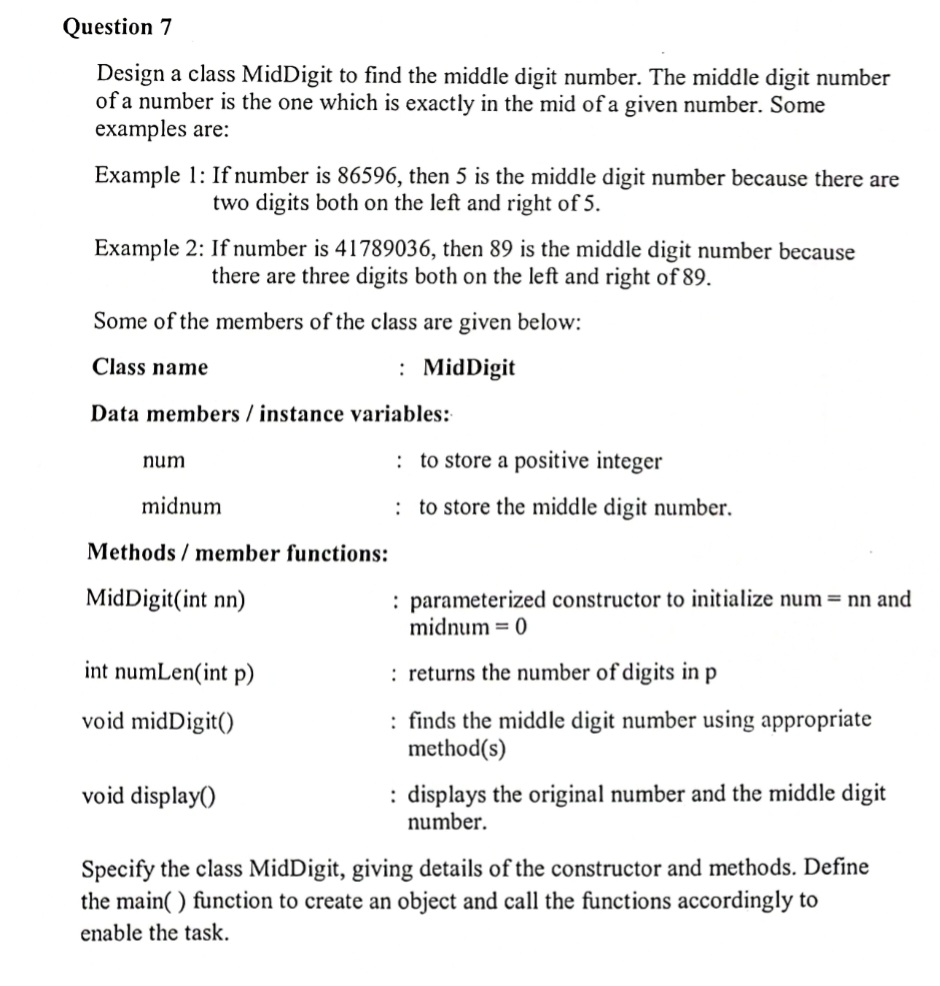 Question 7
Design a class MidDigit to find the middle digit number. The middle digit number
of a number is the one which is exactly in the mid of a given number. Some
examples are:
Example 1: If number is 86596, then 5 is the middle digit number because there are
two digits both on the left and right of 5.
Example 2: If number is 41789036, then 89 is the middle digit number because
there are three digits both on the left and right of 89.
Some of the members of the class are given below:
Class name : MidDigit
Data members / instance variables:
num : to store a positive integer
midnum : to store the middle digit number.
Methods / member functions:
MidDigit(int nn) : parameterized constructor to initialize num = nn and
midnum = 0
int numLen(int p) : returns the number of digits in p
void midDigit() : finds the middle digit number using appropriate
method(s)
void display() : displays the original number and the middle digit
number.
Specify the class MidDigit, giving details of the constructor and methods. Define
the main( ) function to create an object and call the functions accordingly to
enable the task.